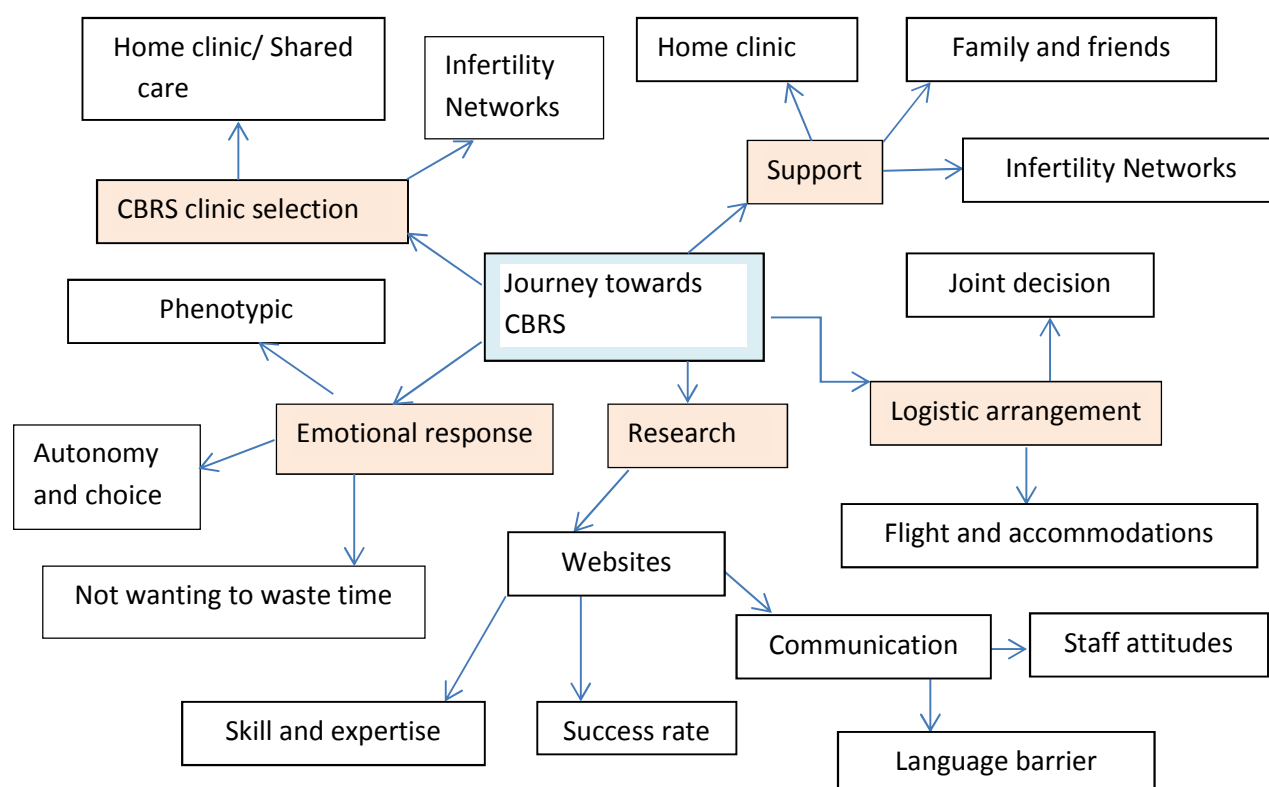 Home clinic/ Shared
care
Infertility
Networks
Home clinic
Family and friends
Support
Infertility Networks
CBRS clinic selection
Journey towards
CBRS
Joint decision
Phenotypic
Logistic arrangement
Emotional response
Research
Autonomy
and choice
Flight and accommodations
Websites
Not wanting to waste time
Communication
Staff attitudes
Skill and expertise
Success rate
Language barrier